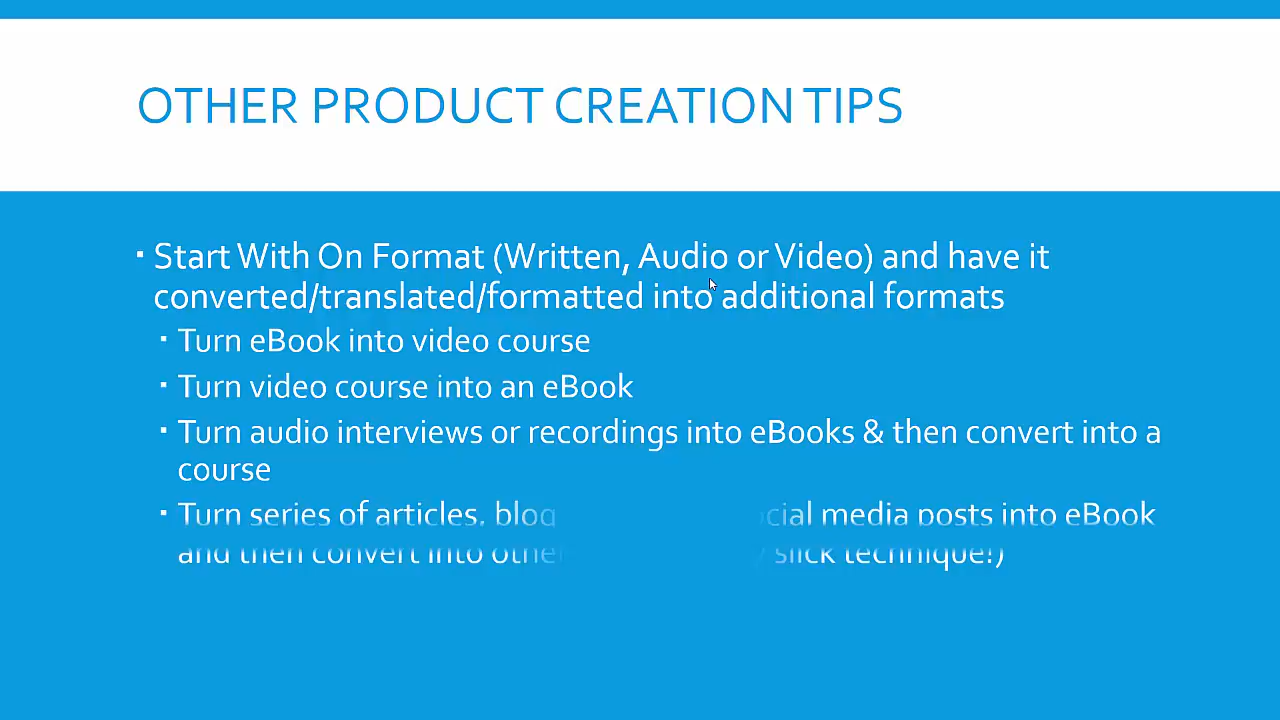 OTHER PRODUCT CREATION TIPS
▪ Start With On Format (Written, Audio or Video) and have it
converted/translated/formatted into additional formats
▪ Turn eBook into video course
▪ Turn video course into an eBook
▪ Turn audio interviews or recordings into eBooks & then convert into a
course
▪ Turn series of articles, media posts into eBook
and then convert into slick technique!)